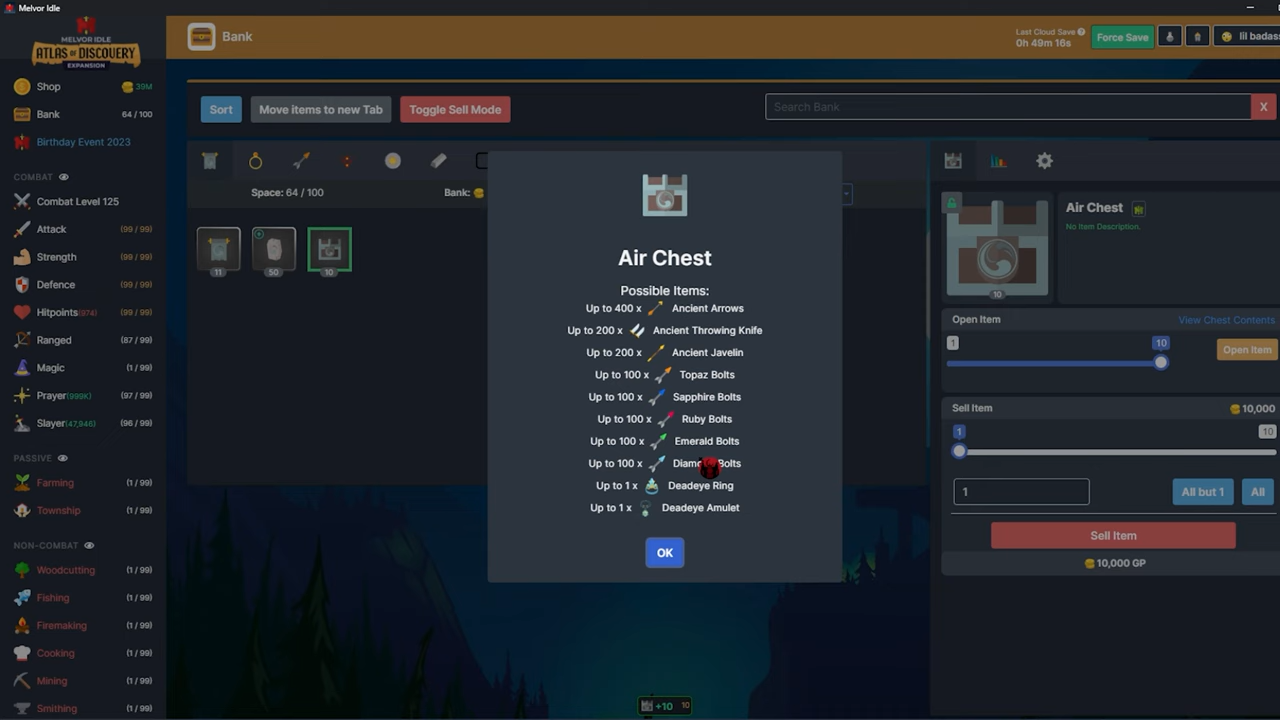 Melvor Idle
MELVOR IDLE
ATLAS OF DISCOVERY
EXPANSION
Bank
Last Cloud Save
0h 49m 16s
Force Save
lil badas
Shop
39M
Bank
64 / 100
Birthday Event 2023
COMBAT
Combat Level 125
Attack
(99 / 99)
Strength
(99 / 99)
Defence
(99 / 99)
Hitpoints(974)
(99 / 99)
Ranged
(87 / 99)
Magic
(1 / 99)
Prayer(999K)
(97 / 99)
Slayer(47,946)
(96 / 99)
PASSIVE
Farming
(1 / 99)
Township
(1 / 99)
NON-COMBAT
Woodcutting
(1 / 99)
Fishing
(1 / 99)
Firemaking
(1 / 99)
Cooking
(1 / 99)
Mining
(1 / 99)
Smithing
(1 / 99)
Sort
Move items to new Tab
Toggle Sell Mode
Search Bank
X
Space: 64 / 100
Bank:
11
50
10
Air Chest
Possible Items:
Up to 400 x Ancient Arrows
Up to 200 x Ancient Throwing Knife
Up to 200 x Ancient Javelin
Up to 100 x Topaz Bolts
Up to 100 x Sapphire Bolts
Up to 100 x Ruby Bolts
Up to 100 x Emerald Bolts
Up to 100 x Diamond Bolts
Up to 1 x Deadeye Ring
Up to 1 x Deadeye Amulet
OK
+10 10
Air Chest
No Item Description.
10
Open Item
View Chest Contents
1
10
Open Item
Sell Item
10,000
1
10
1
All but 1
All
Sell Item
10,000 GP